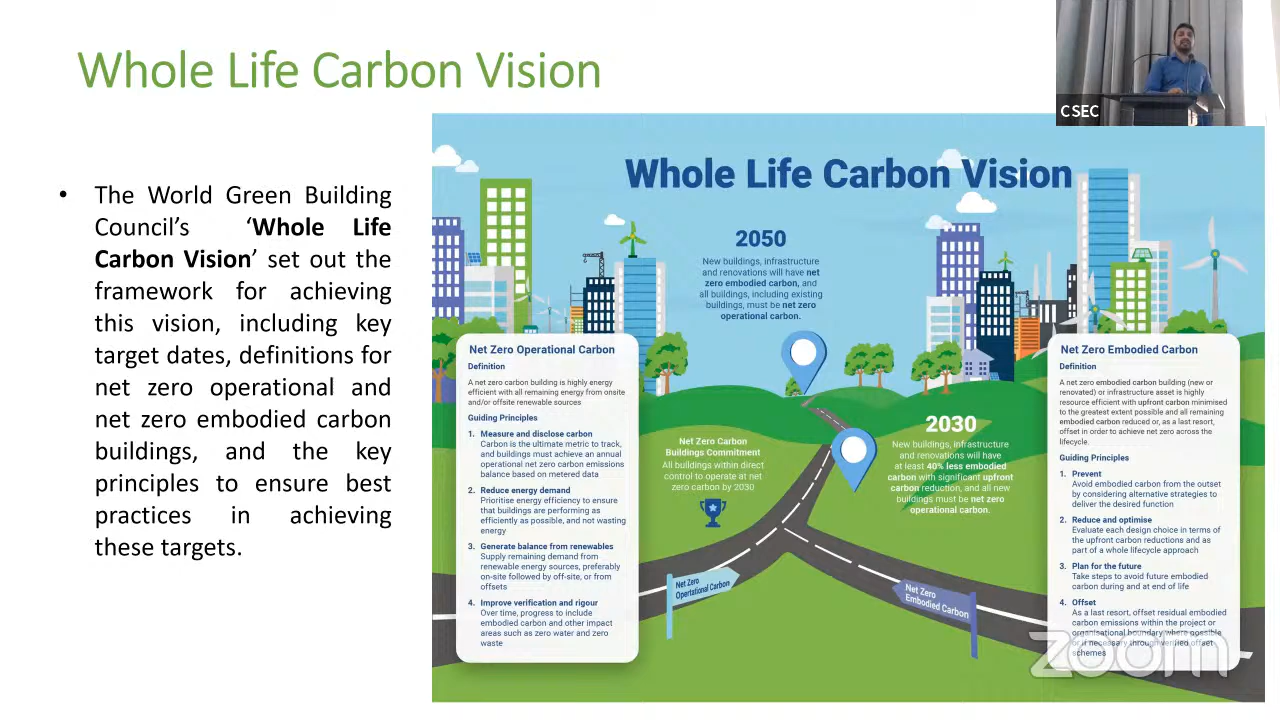 Whole Life Carbon Vision
CSEC
• The World Green Building
Council's ‘Whole Life
Carbon Vision’ set out the
framework for achieving
this vision, including key
target dates, definitions for
net zero operational and
net zero embodied carbon
buildings, and the key
principles to ensure best
practices in achieving
these targets.
Whole Life Carbon Vision
2050
New buildings, infrastructure
and renovations will have net
zero embodied carbon, and
all buildings, including existing
buildings, must be net zero
operational carbon.
Net Zero Operational Carbon
Definition
A net zero carbon building is highly energy
efficient with all remaining energy from onsite
and/or offsite renewable sources
Guiding Principles
1. Measure and disclose carbon
Carbon is the ultimate metric to track,
and buildings must achieve an annual
operational net zero carbon emissions
balance based on metered data
2. Reduce energy demand
Prioritise energy efficiency to ensure
that buildings are performing as
efficiently as possible, and not wasting
energy
3. Generate balance from renewables
Supply remaining demand from
renewable energy sources, preferably
on-site followed by off-site, or from
offsets
4. Improve verification and rigour
Over time, progress to include
embodied carbon and other impact
areas such as zero water and zero
waste
Net Zero Carbon
Buildings Commitment
All buildings within direct
control to operate at net
zero carbon by 2030
2030
New buildings, infrastructure
and renovations will have
at least 40% less embodied
carbon with significant upfront
carbon reduction, and all new
buildings must be net zero
operational carbon.
Net Zero
Operational Carbon
Net Zero
Embodied Carbon
Net Zero Embodied Carbon
Definition
A net zero embodied carbon building (new or
renovated) or infrastructure asset is highly
resource efficient with upfront carbon minimised
to the greatest extent possible and all remaining
embodied carbon reduced or, as a last resort,
offset in order to achieve net zero across the
lifecycle.
Guiding Principles
1. Prevent
Avoid embodied carbon from the outset
by considering alternative strategies to
deliver the desired function
2. Reduce and optimise
Evaluate each design choice in terms of
the upfront carbon reductions and as
part of a whole lifecycle approach
3. Plan for the future
Take steps to avoid future embodied
carbon during and at end of life
4. Offset
As a last resort, offset residual embodied
carbon emissions within the project or
organisational boundary where possible
or if necessary through verified offset
schemes
zoom